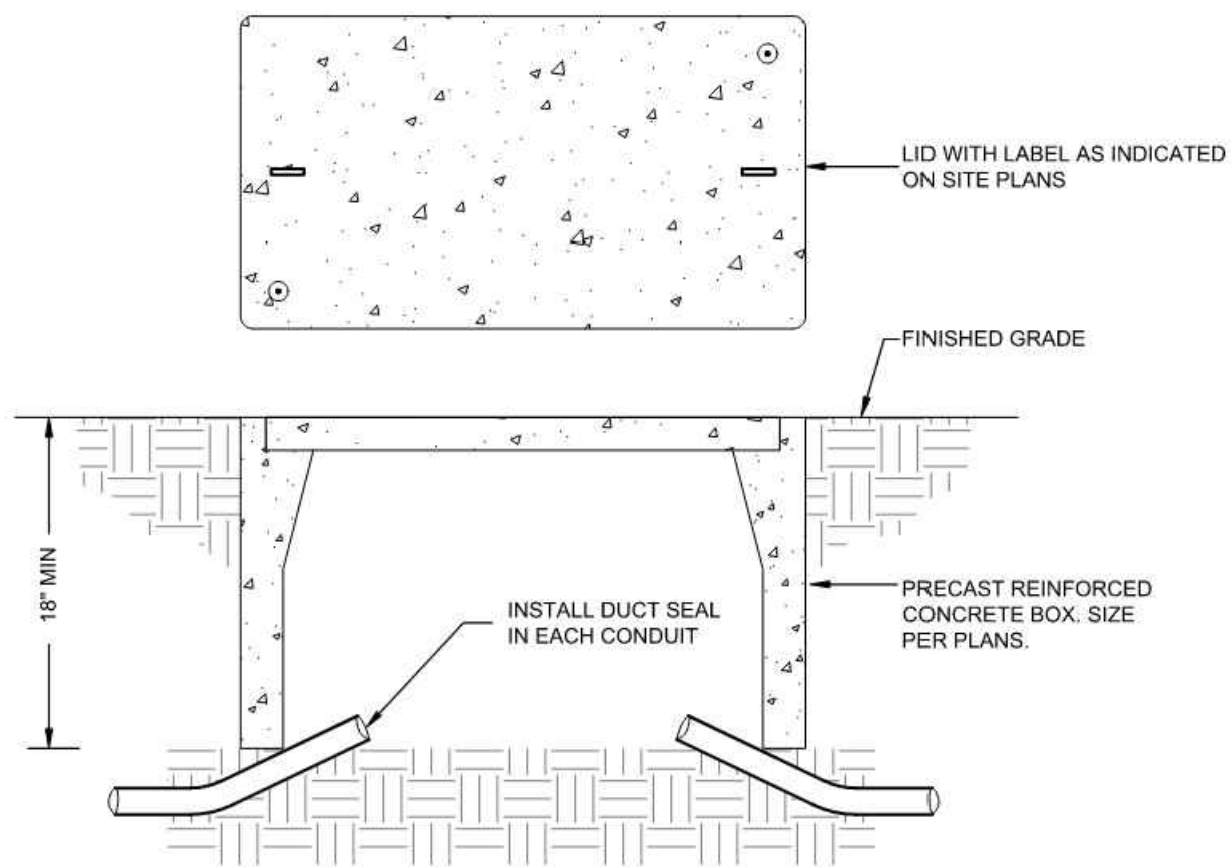 LID WITH LABEL AS INDICATED
ON SITE PLANS
FINISHED GRADE
18" MIN
INSTALL DUCT SEAL
IN EACH CONDUIT
PRECAST REINFORCED
CONCRETE BOX. SIZE
PER PLANS.